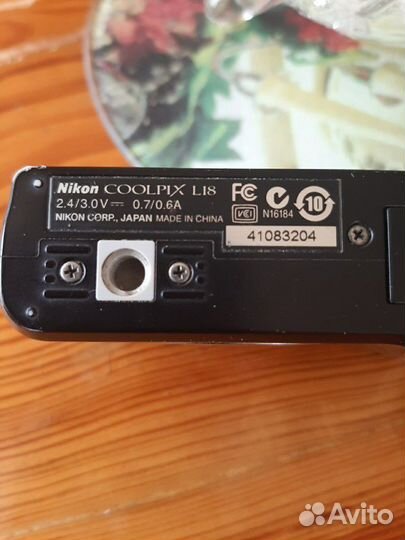 Nikon COOLPIX L18
2.4/3.0V⎓ 0.7/0.6A
NIKON CORP., JAPAN MADE IN CHINA
FC
VCI N16184 10
41083204
Avito